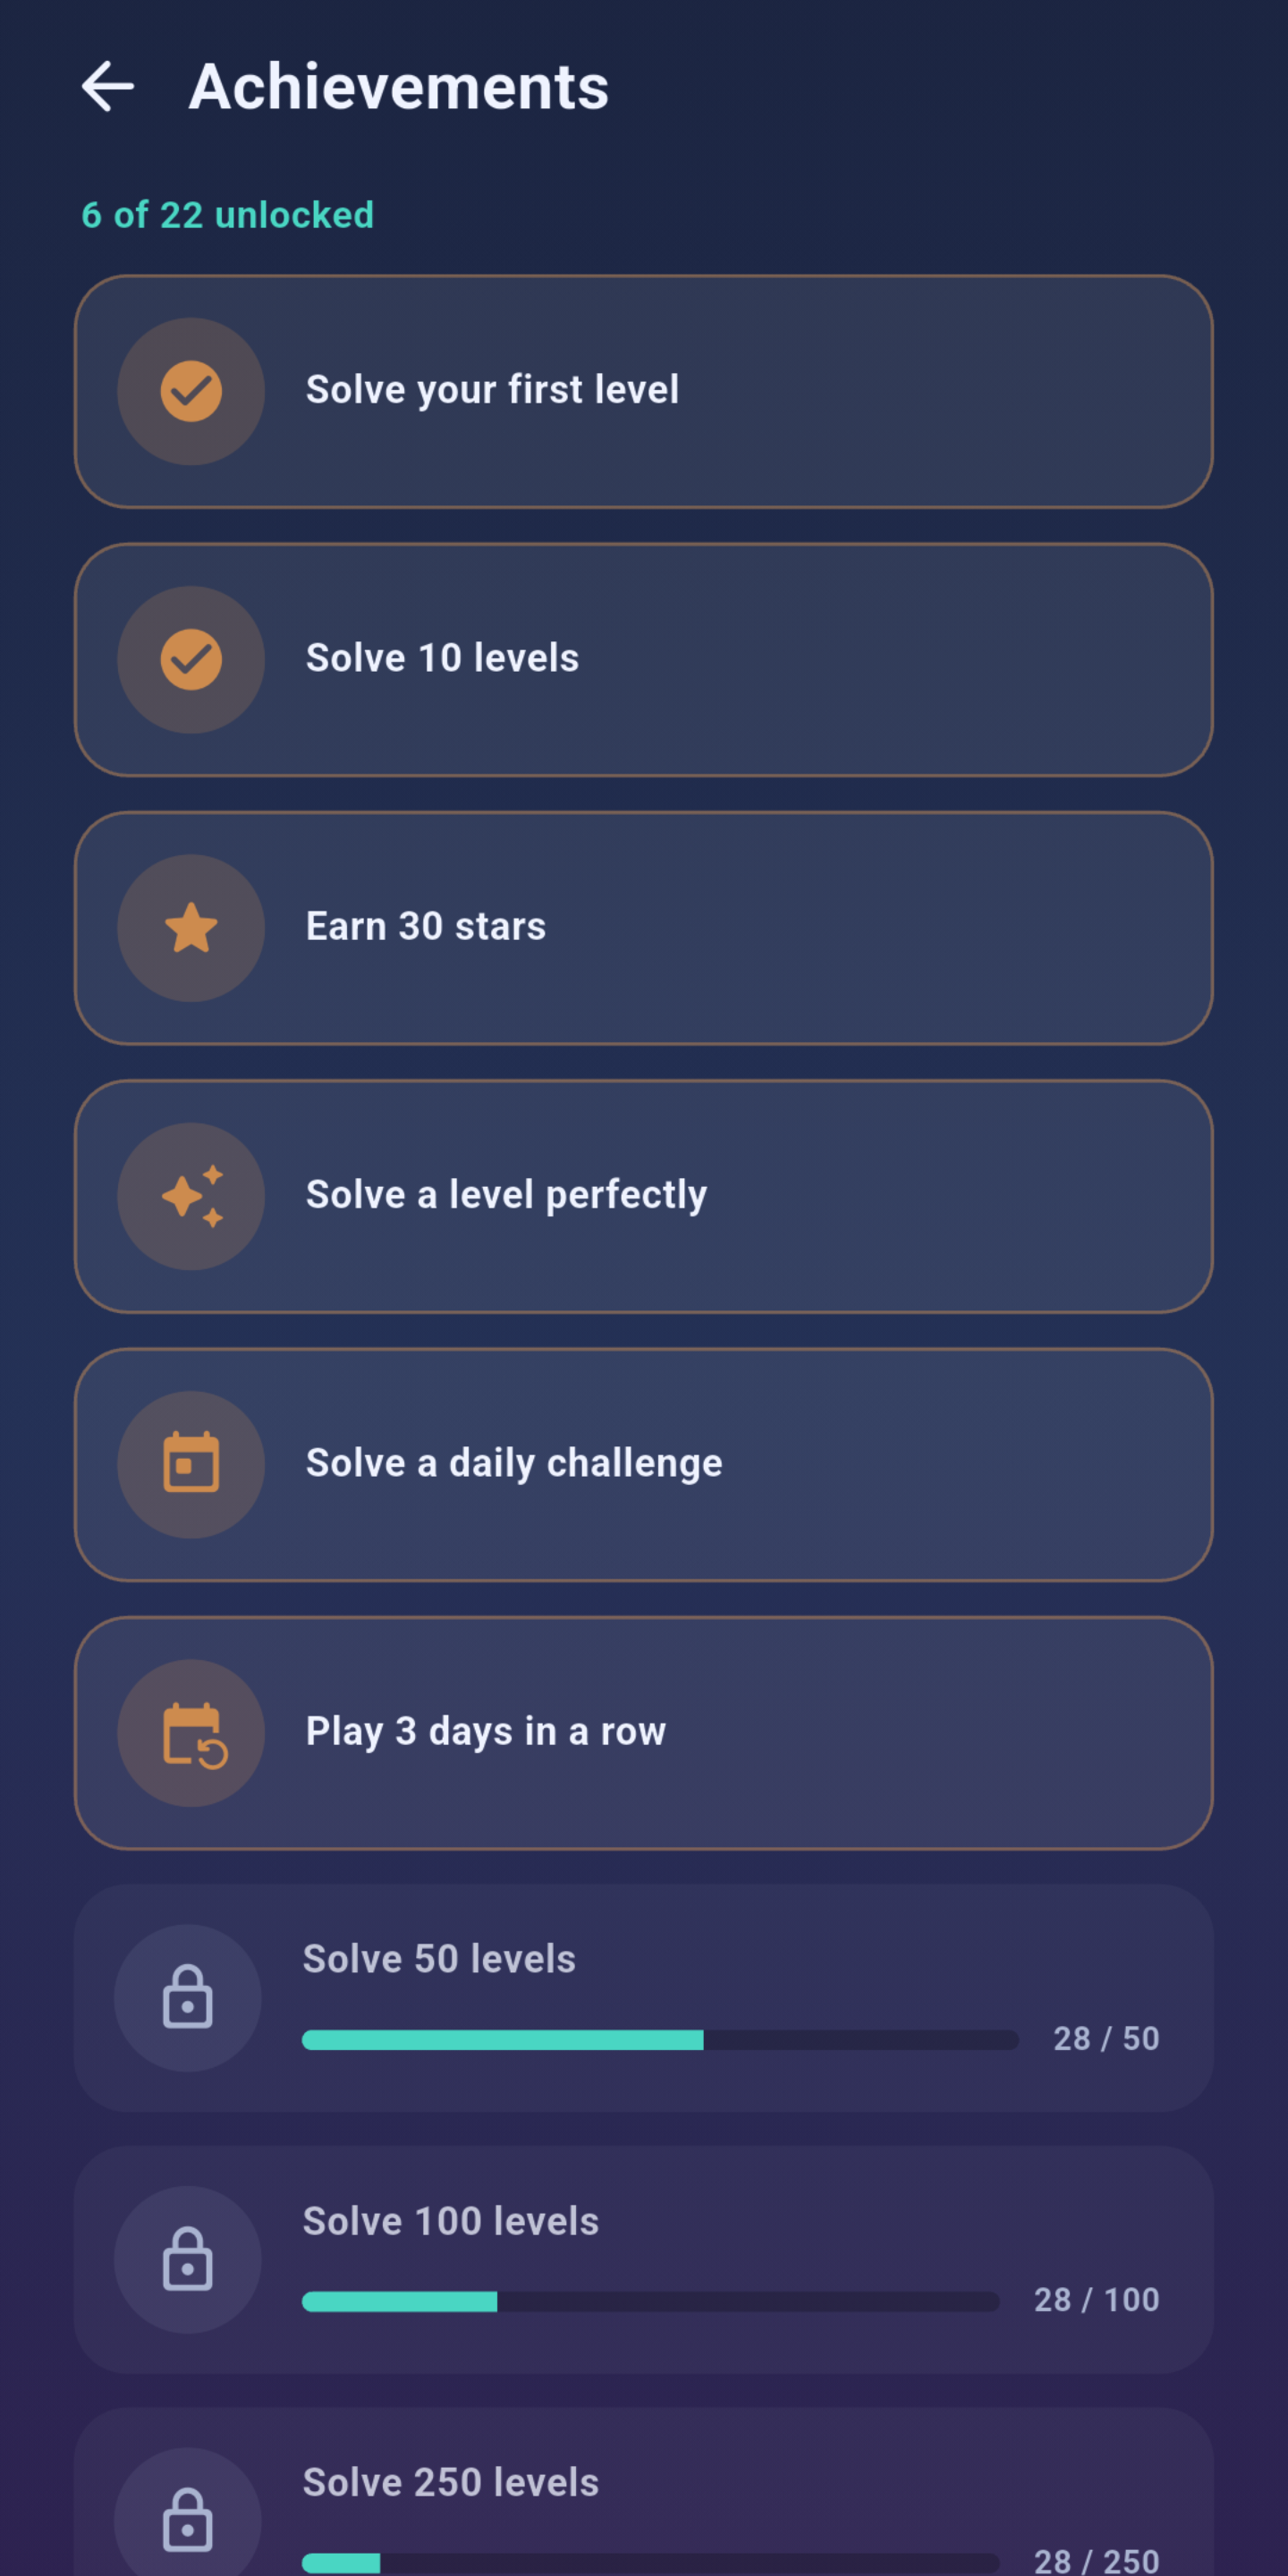 Achievements
6 of 22 unlocked
Solve your first level
Solve 10 levels
Earn 30 stars
Solve a level perfectly
Solve a daily challenge
Play 3 days in a row
Solve 50 levels
28 / 50
Solve 100 levels
28 / 100
Solve 250 levels
28 / 250